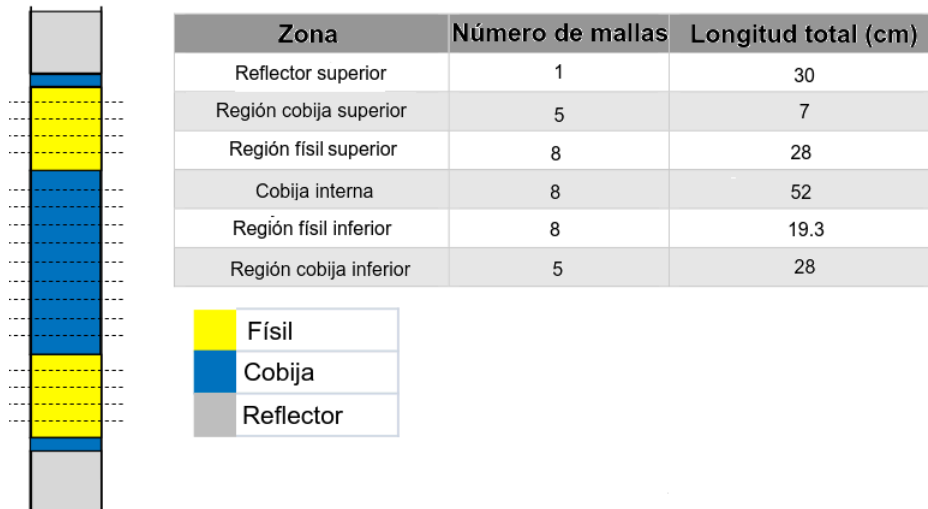 Zona Número de mallas Longitud total (cm)
Reflector superior 1 30
Región cobija superior 5 7
Región físil superior 8 28
Cobija interna 8 52
Región físil inferior 8 19.3
Región cobija inferior 5 28
Físil
Cobija
Reflector